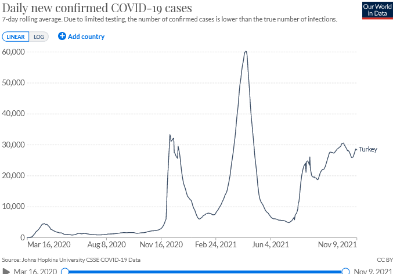 Daily new confirmed COVID-19 cases
7-day rolling average. Due to limited testing, the number of confirmed cases is lower than the true number of infections.
Our World
in Data
LINEAR LOG Add country
60,000
50,000
40,000
30,000
20,000
10,000
0
Turkey
Mar 16, 2020 Aug 8, 2020 Nov 16, 2020 Feb 24, 2021 Jun 4, 2021 Nov 9, 2021
Source: Johns Hopkins University CSSE COVID-19 Data CC BY
Mar 16, 2020 Nov 9, 2021